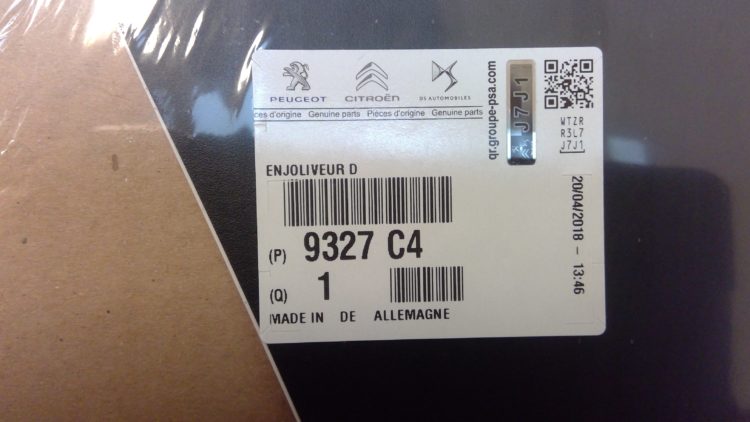 PEUGEOT CITROËN DS AUTOMOBILES
ces d'origine Genuine parts Pièces d'origine Genuine parts
ENJOLIVEUR D
(P) 9327 C4
(Q) 1
MADE IN DE ALLEMAGNE
qr.groupe-psa.com
J7J1
WTZR
R3L7
J7J1
20/04/2018 - 13:46